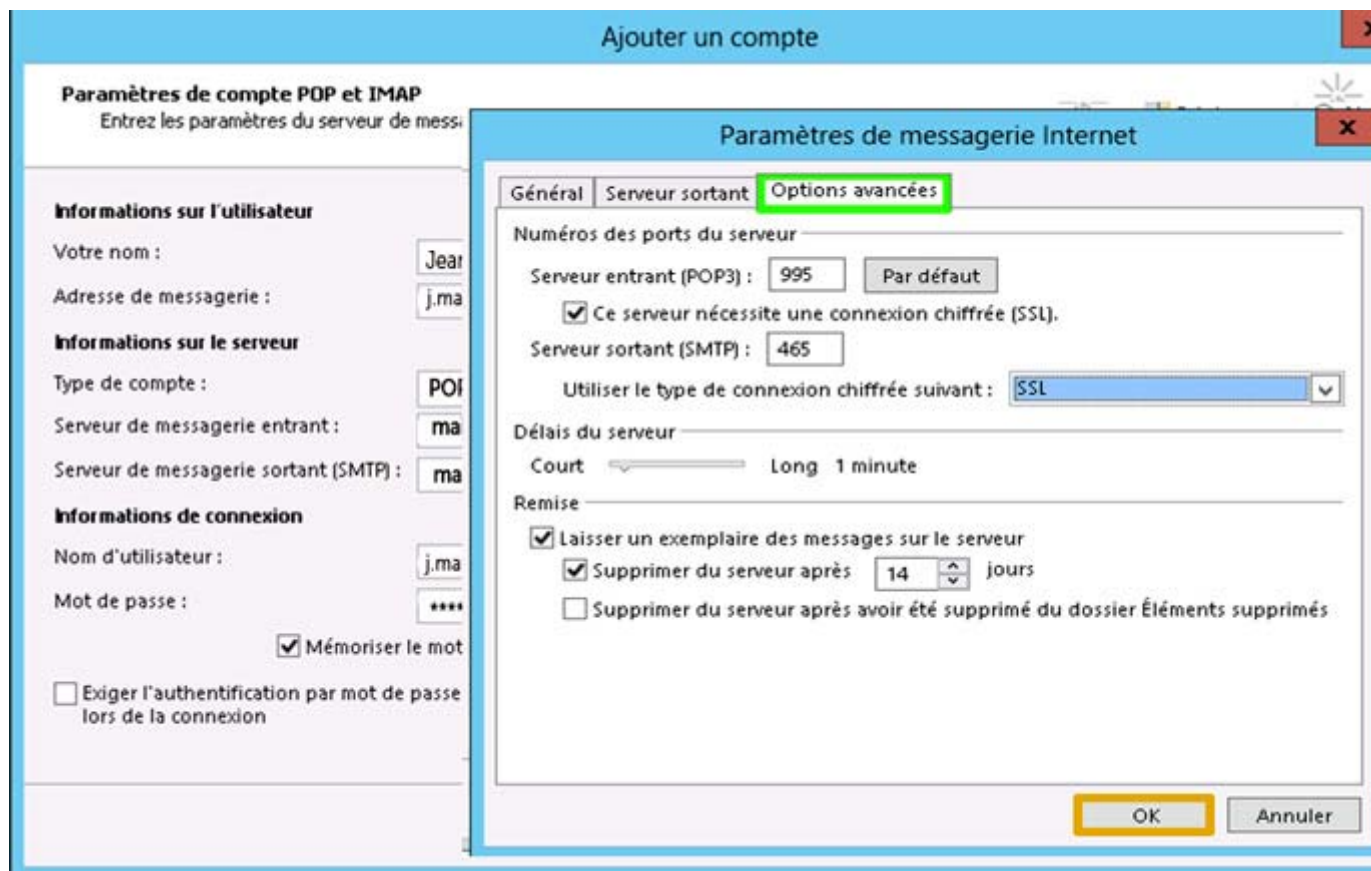 Ajouter un compte
x
Paramètres de compte POP et IMAP
Entrez les paramètres du serveur de
Informations sur l'utilisateur
Votre nom :
Adresse de messagerie : j.ma
Informations sur le serveur
Type de compte :
Serveur de messagerie entrant : ma
Serveur de messagerie sortant (SMTP) : ma
Informations de connexion
Nom d'utilisateur : j.ma
Mot de passe : ****
Mémoriser le mot
Exiger l'authentification par mot de passe
lors de la connexion
Paramètres de messagerie Internet
x
Général Serveur sortant Options avancées
Numéros des ports du serveur
Serveur entrant (POP3) : 995 Par défaut
Ce serveur nécessite une connexion chiffrée (SSL).
Serveur sortant (SMTP) : 465
Utiliser le type de connexion chiffrée suivant : SSL
Délais du serveur
Court Long 1 minute
Remise
Laisser un exemplaire des messages sur le serveur
Supprimer du serveur après 14 jours
Supprimer du serveur après avoir été supprimé du dossier Éléments supprimés
OK Annuler